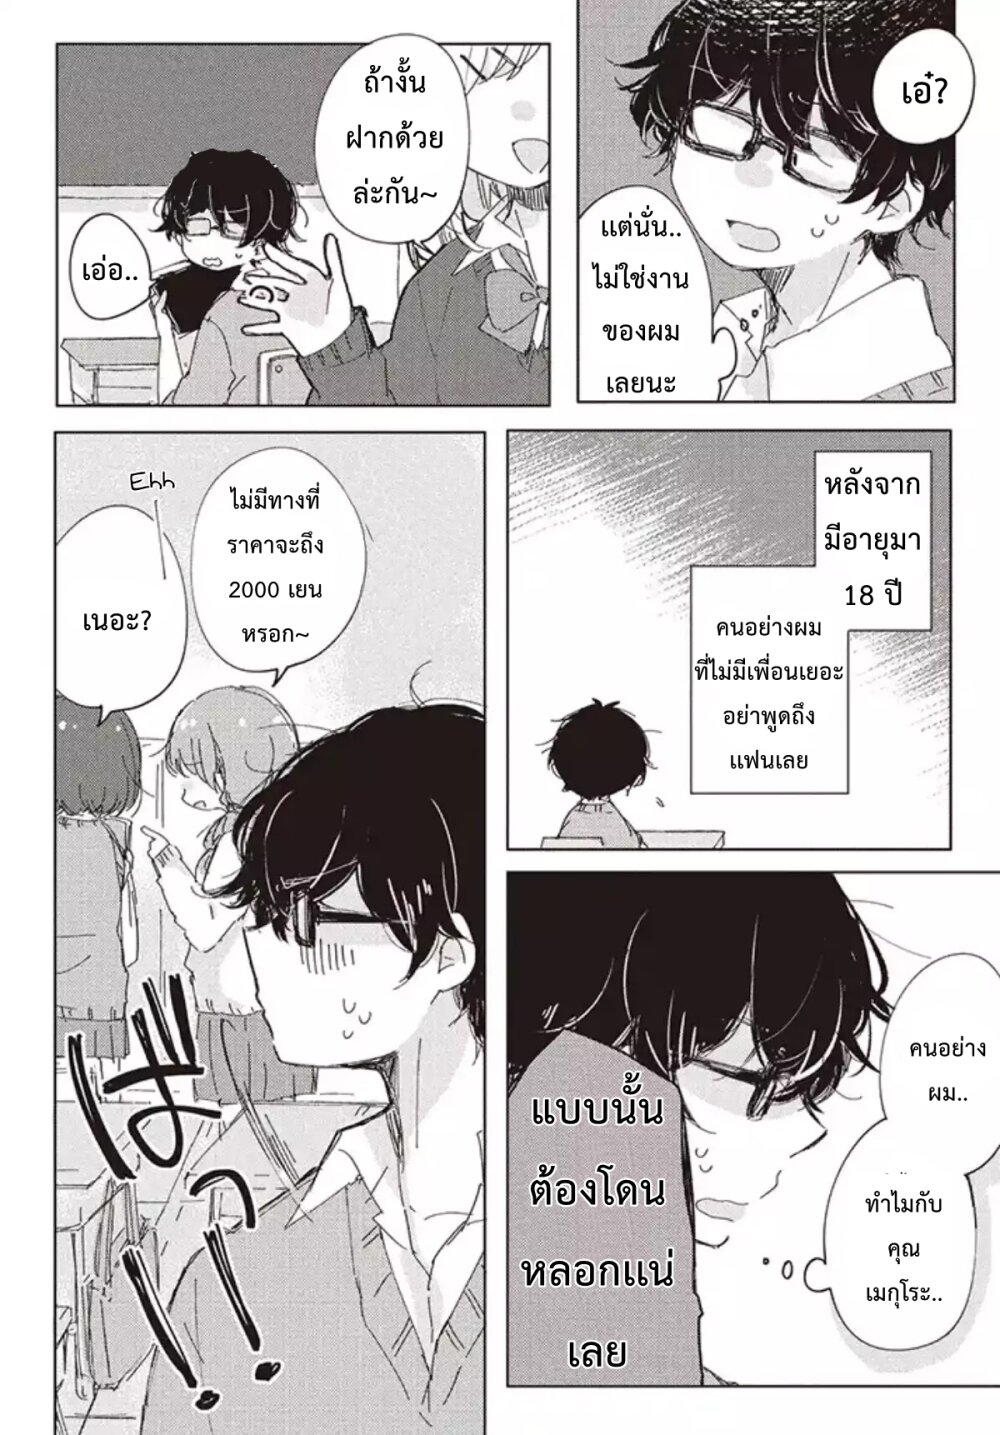 เอ๋?
แต่นั่น..
ไม่ใช่งาน
ของผม
เลยนะ
ถ้างั้น
ฝากด้วย
ล่ะกัน~
เอ่อ..
หลังจาก
มีอายุมา
18 ปี
คนอย่างผม
ที่ไม่มีเพื่อนเยอะ
อย่าพูดถึง
แฟนเลย
คนอย่าง
ผม..
ทำไมกับ
คุณ
เมกุโระ..
แบบนั้น
ต้องโดน
หลอกแน่
เลย
ไม่มีทางที่
ราคาจะถึง
2000 เยน
หรอก~
Ehh
เนอะ?
ばっ!!